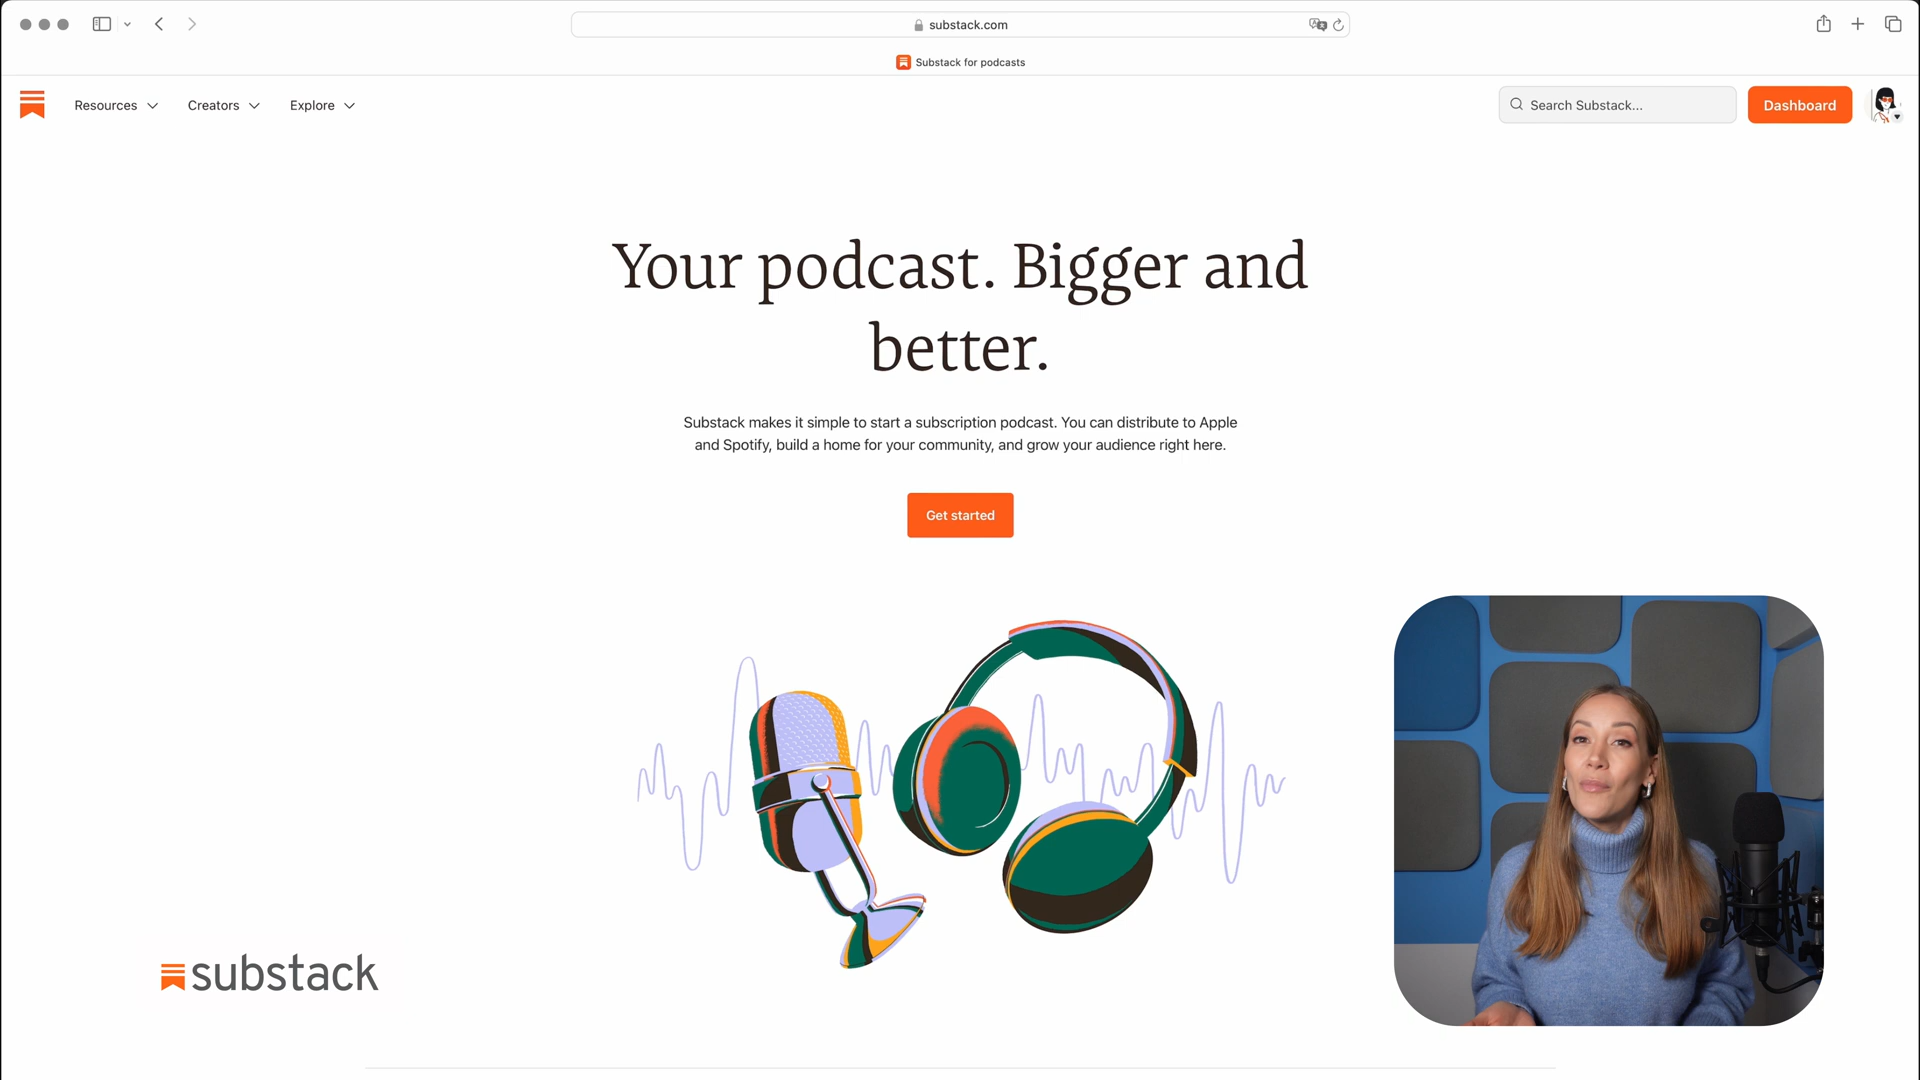 substack.com
Substack for podcasts
Resources
Creators
Explore
Search Substack...
Dashboard
Your podcast. Bigger and
better.
Substack makes it simple to start a subscription podcast. You can distribute to Apple
and Spotify, build a home for your community, and grow your audience right here.
Get started
substack